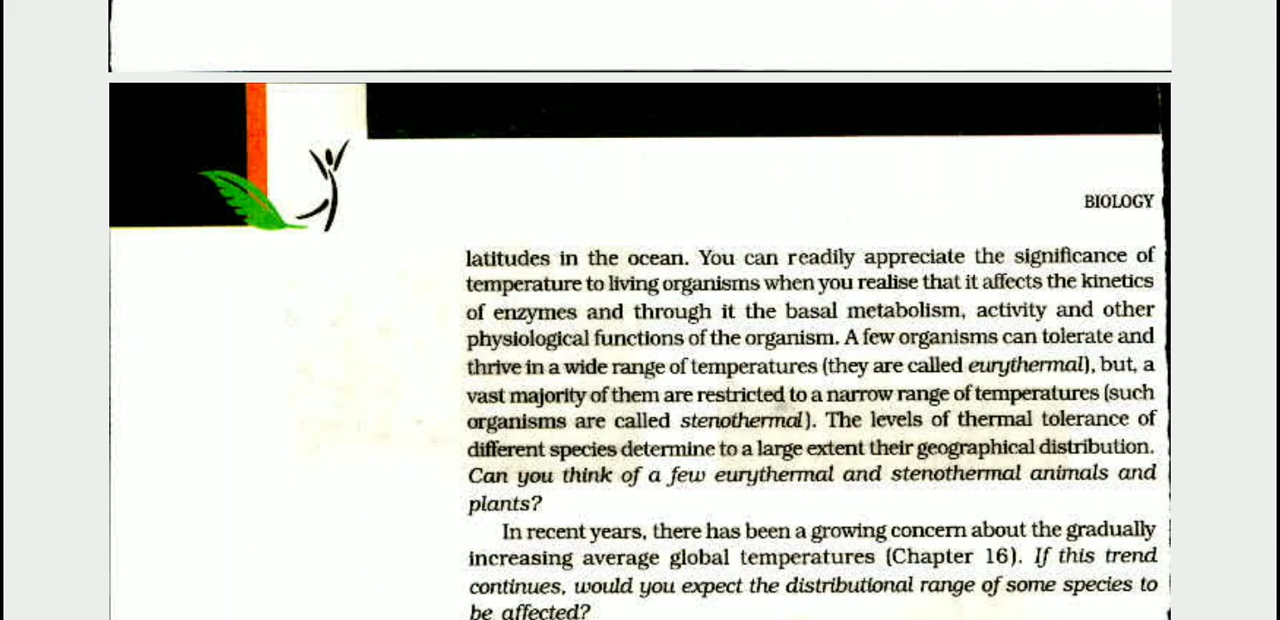 BIOLOGY
latitudes in the ocean. You can readily appreciate the significance of
temperature to living organisms when you realise that it affects the kinetics
of enzymes and through it the basal metabolism, activity and other
physiological functions of the organism. A few organisms can tolerate and
thrive in a wide range of temperatures (they are called eurythermal), but, a
vast majority of them are restricted to a narrow range of temperatures (such
organisms are called stenothermal). The levels of thermal tolerance of
different species determine to a large extent their geographical distribution.
Can you think of a few eurythermal and stenothermal animals and
plants?
In recent years, there has been a growing concern about the gradually
increasing average global temperatures (Chapter 16). If this trend
continues, would you expect the distributional range of some species to
be affected?